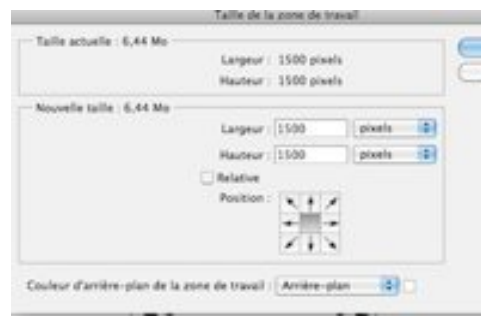 Taille de la zone de travail
Taille actuelle : 6,44 Mo
Largeur : 1500 pixels
Hauteur : 1500 pixels
Nouvelle taille : 6,44 Mo
Largeur : 1500 pixels
Hauteur : 1500 pixels
Relative
Position :
Couleur d'arrière-plan de la zone de travail : Arrière-plan